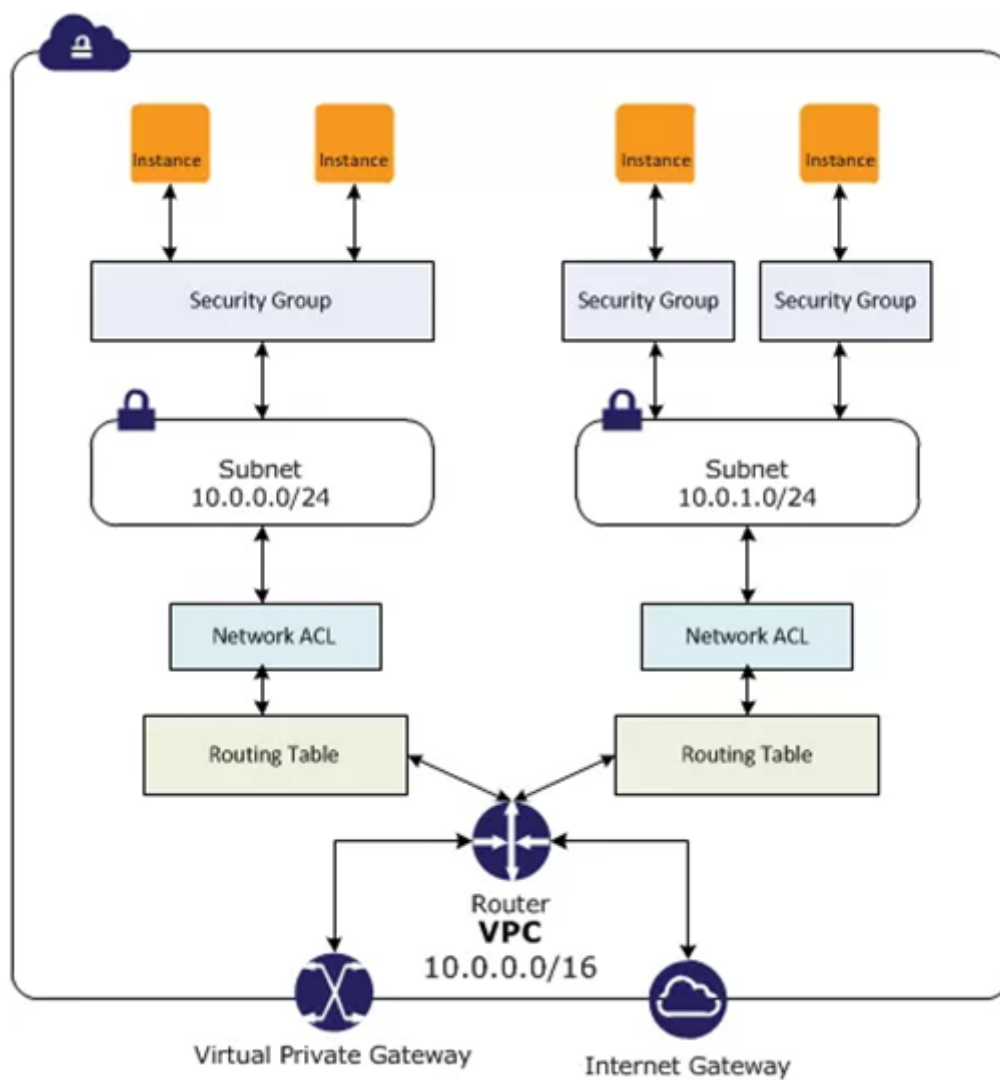 Instance
Instance
Instance
Instance
Security Group
Security Group
Security Group
Subnet
10.0.0.0/24
Subnet
10.0.1.0/24
Network ACL
Network ACL
Routing Table
Routing Table
Router
VPC
10.0.0.0/16
Virtual Private Gateway
Internet Gateway